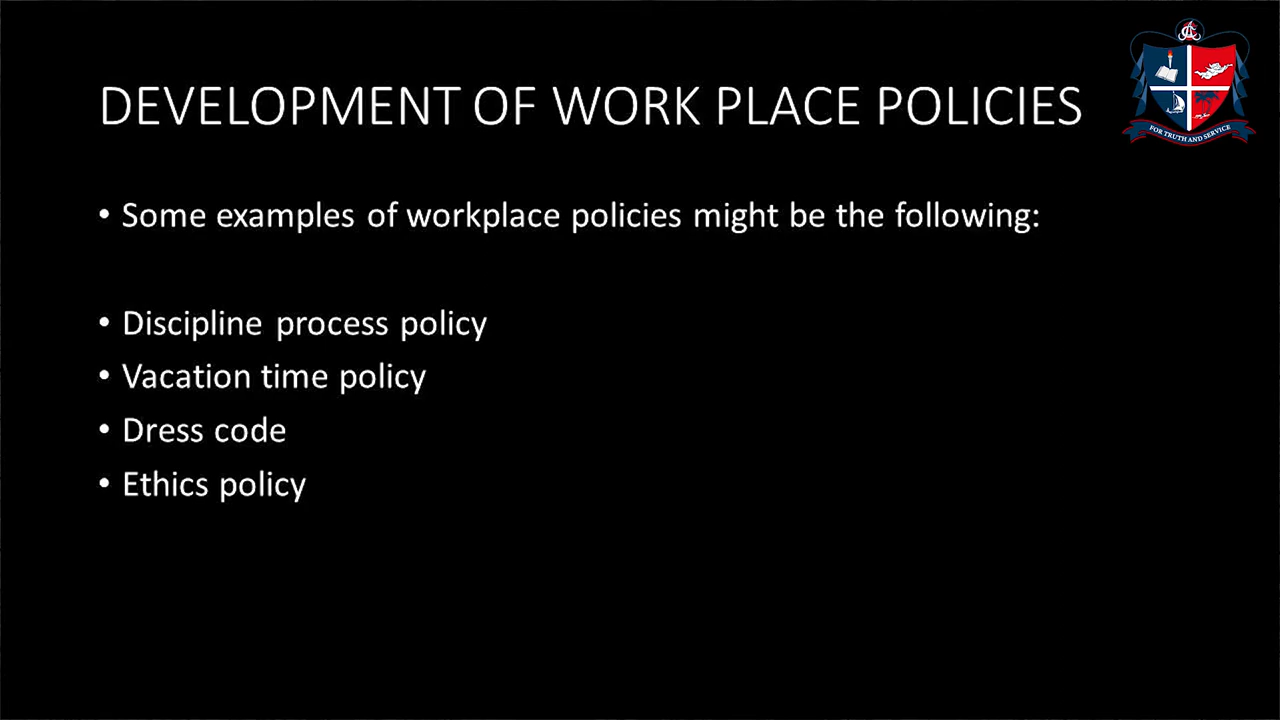 DEVELOPMENT OF WORK PLACE POLICIES
FOR TRUTH AND SERVICE
• Some examples of workplace policies might be the following:
• Discipline process policy
• Vacation time policy
• Dress code
• Ethics policy